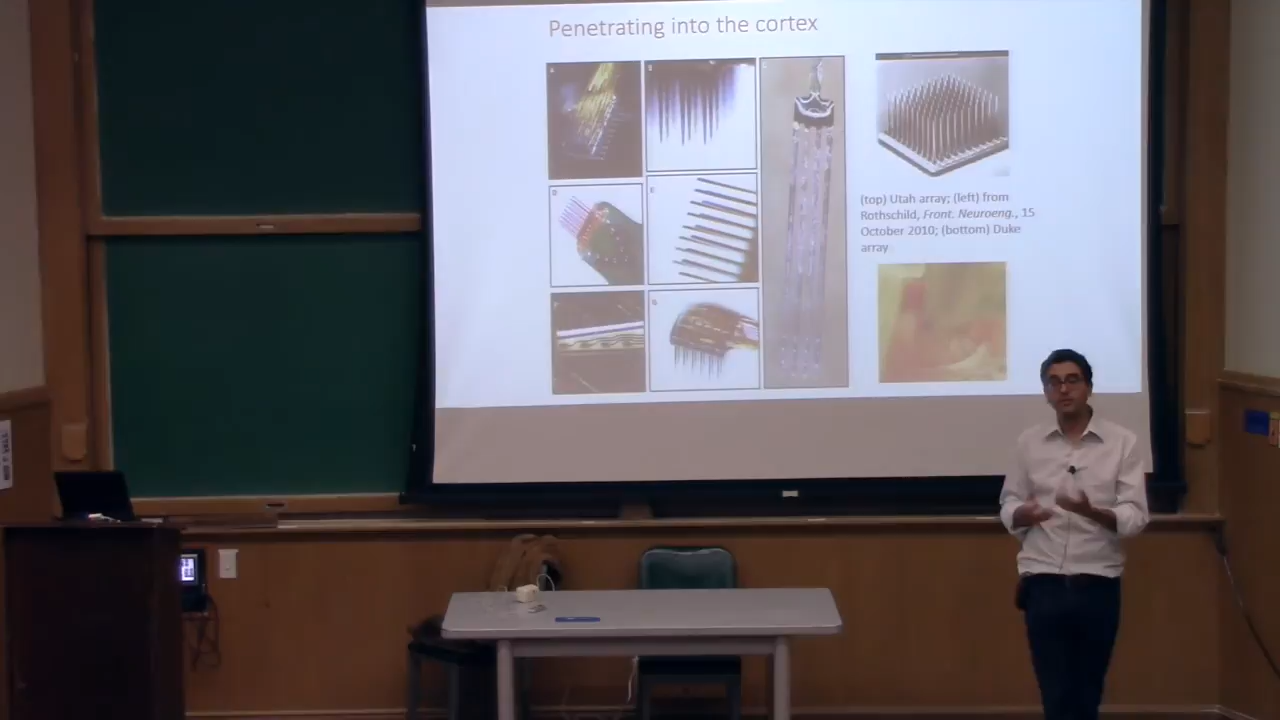 Penetrating into the cortex
(top) Utah array; (left) from
Rothschild, Front. Neuroeng., 15
October 2010; (bottom) Duke
array